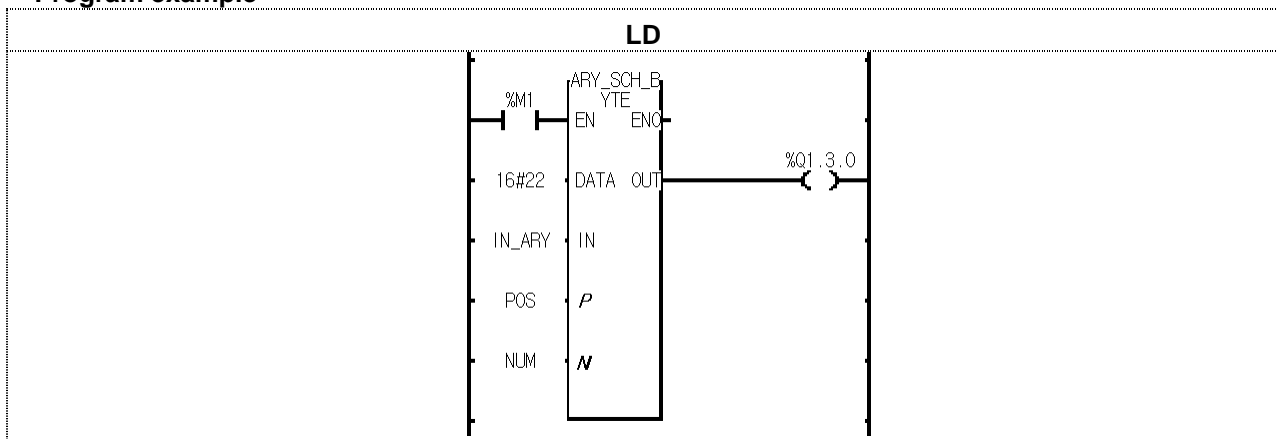 Program example
LD
ARY_SCH_B
YTE
%M1
EN ENO
%Q1.3.0
16#22 DATA OUT
IN_ARY IN
POS P
NUM N